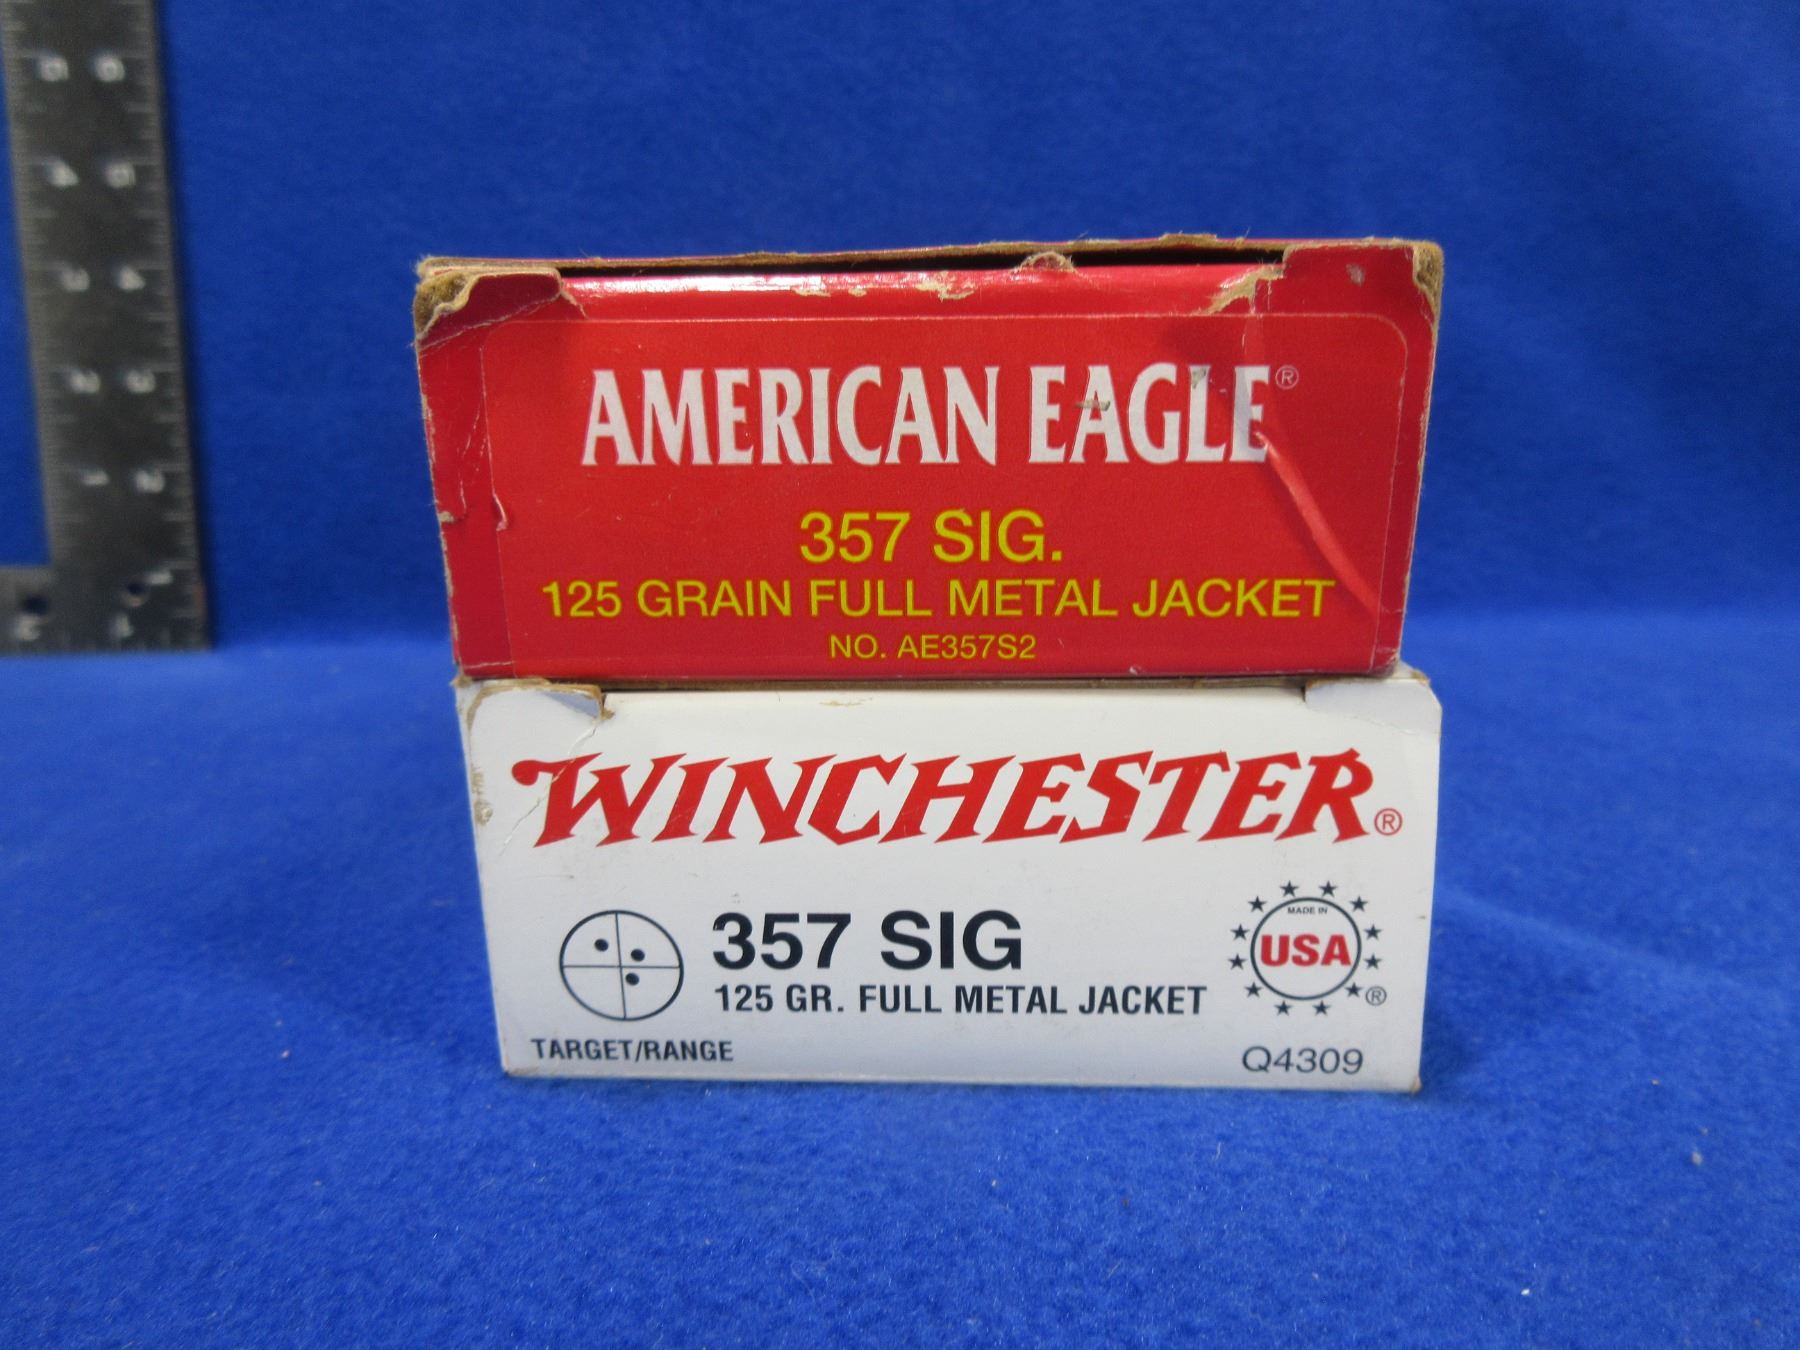 AMERICAN EAGLE®
357 SIG.
125 GRAIN FULL METAL JACKET
NO. AE357S2
WINCHESTER®
357 SIG
125 GR. FULL METAL JACKET
MADE IN
USA
®
TARGET/RANGE
Q4309